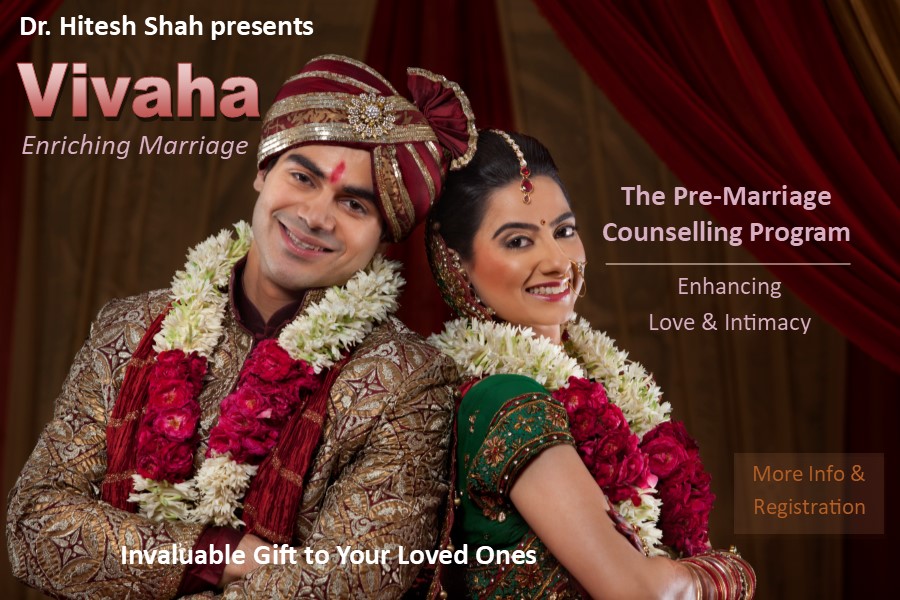 Dr. Hitesh Shah presents
Vivaha
Enriching Marriage
The Pre-Marriage
Counselling Program
Enhancing
Love & Intimacy
More Info &
Registration
Invaluable Gift to Your Loved Ones